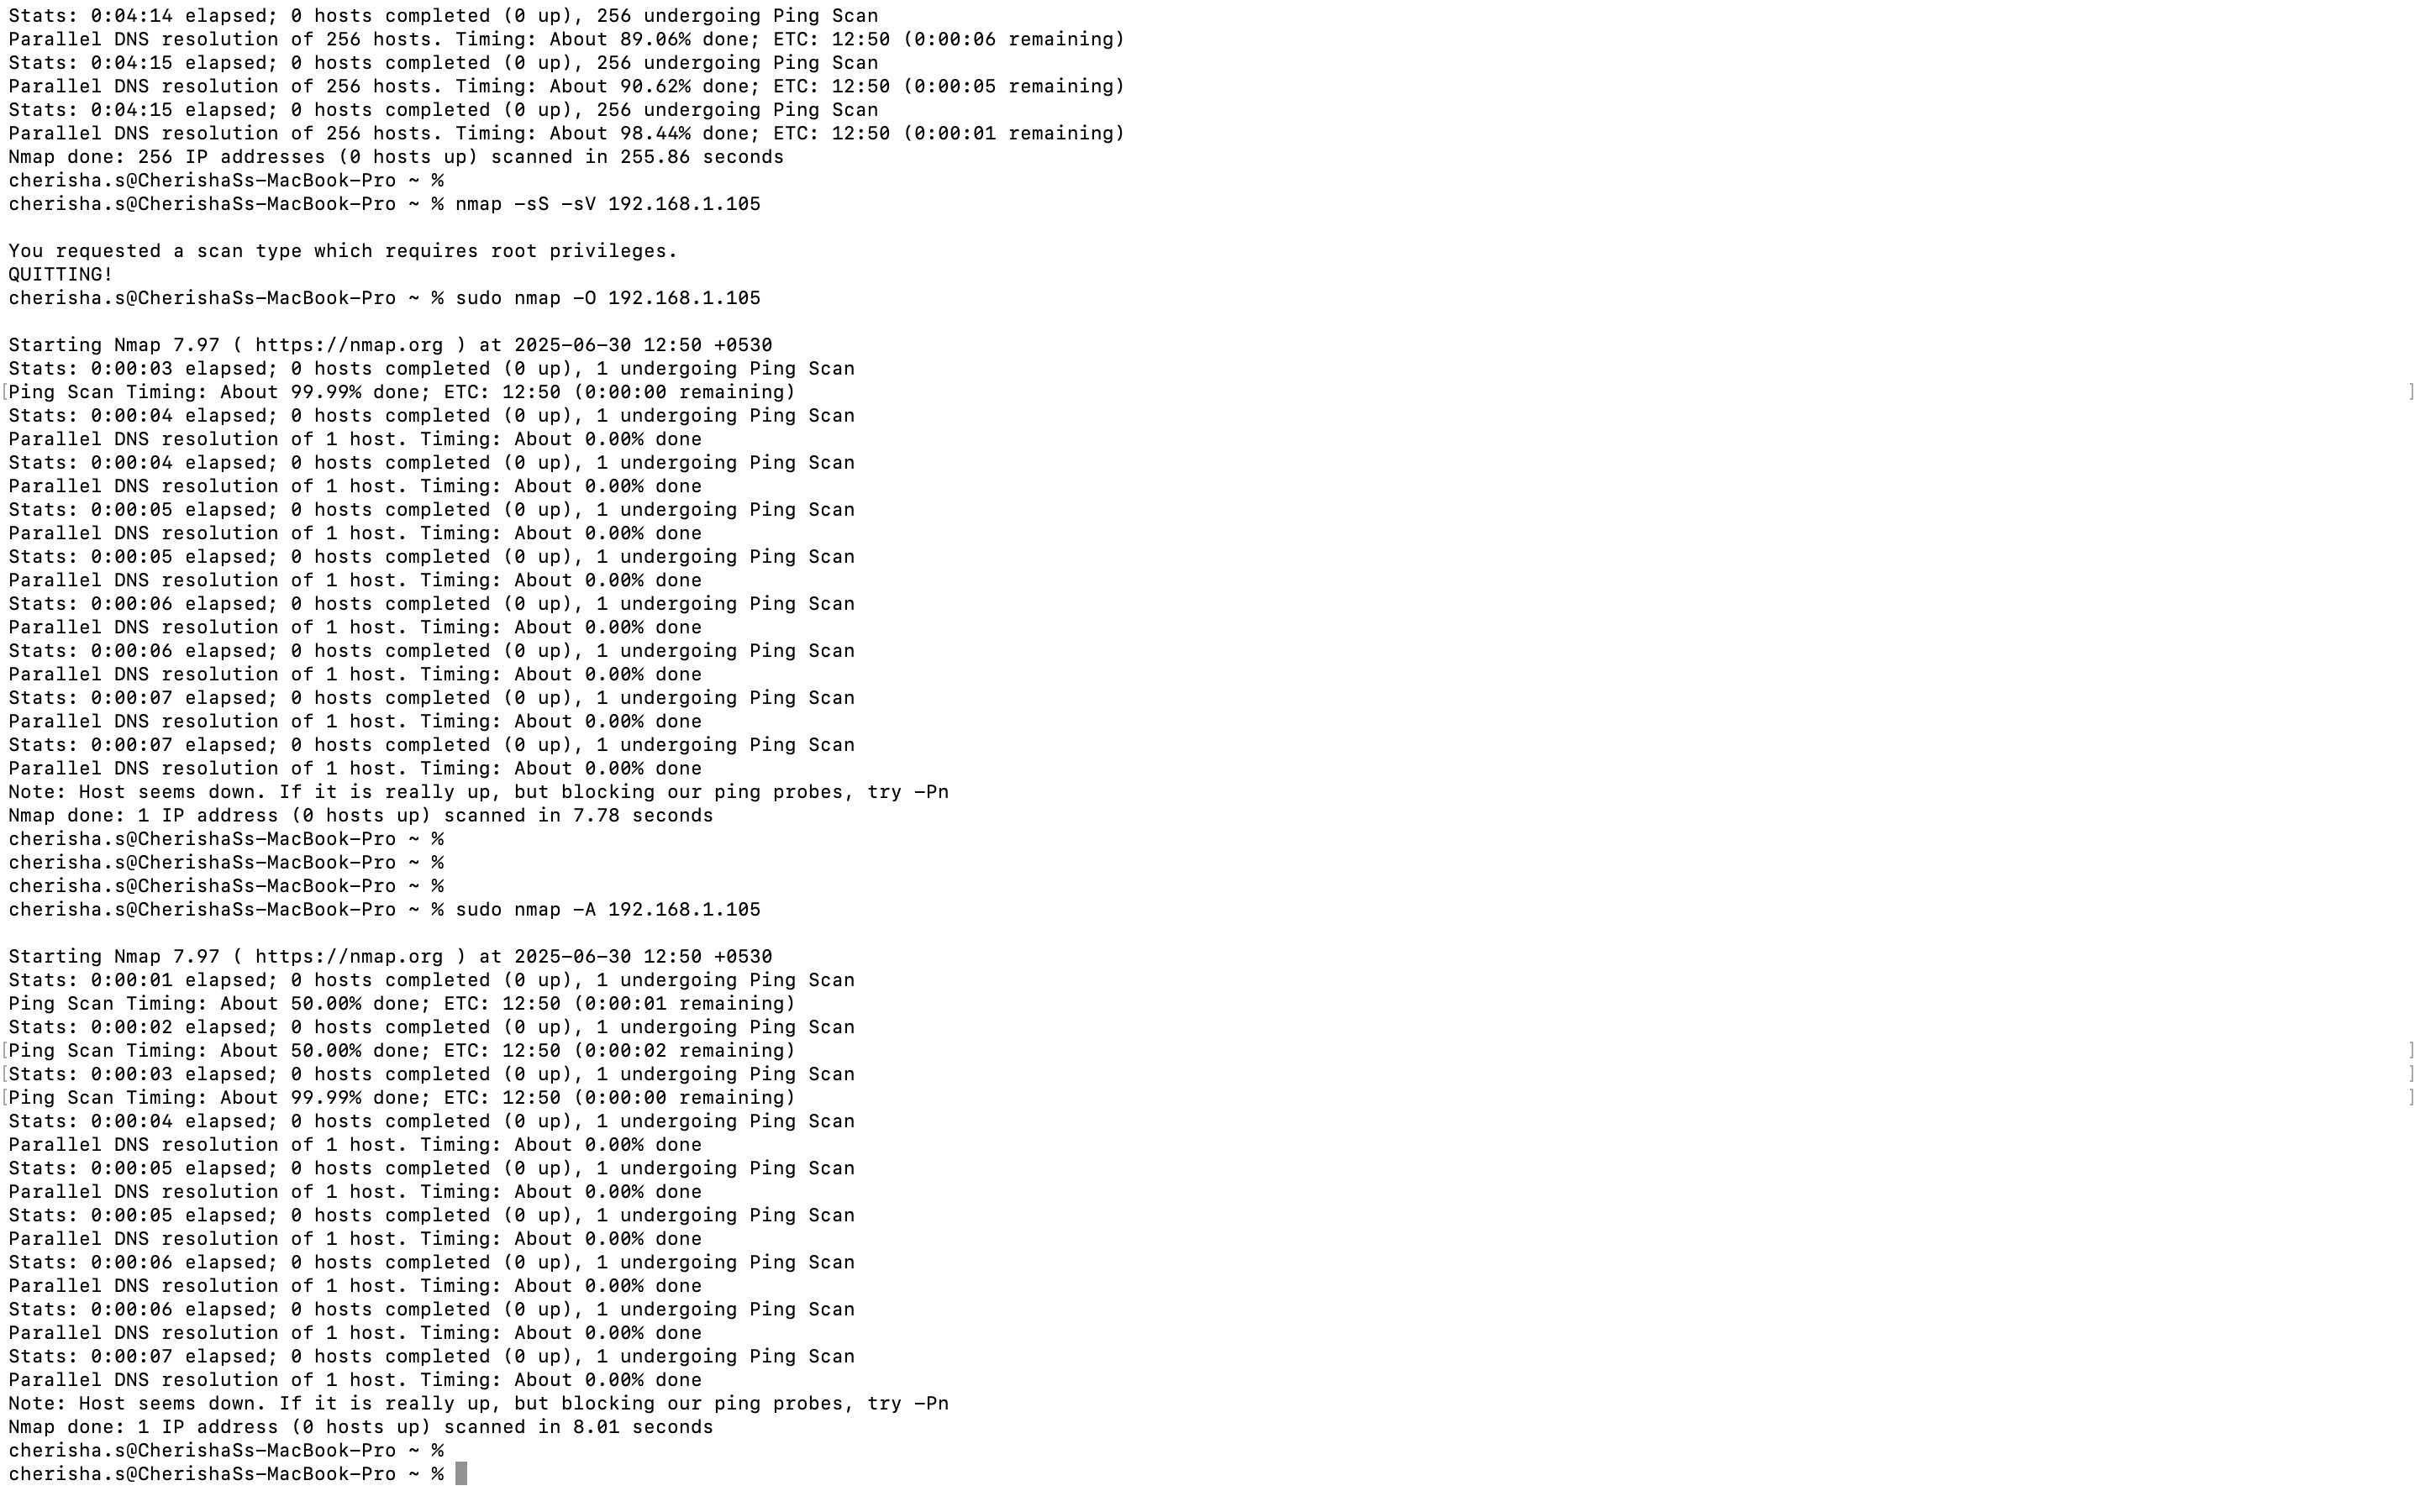 Stats: 0:04:14 elapsed; 0 hosts completed (0 up), 256 undergoing Ping Scan
Parallel DNS resolution of 256 hosts. Timing: About 89.06% done; ETC: 12:50 (0:00:06 remaining)
Stats: 0:04:15 elapsed; 0 hosts completed (0 up), 256 undergoing Ping Scan
Parallel DNS resolution of 256 hosts. Timing: About 90.62% done; ETC: 12:50 (0:00:05 remaining)
Stats: 0:04:15 elapsed; 0 hosts completed (0 up), 256 undergoing Ping Scan
Parallel DNS resolution of 256 hosts. Timing: About 98.44% done; ETC: 12:50 (0:00:01 remaining)
Nmap done: 256 IP addresses (0 hosts up) scanned in 255.86 seconds
cherisha.s@CherishaSs-MacBook-Pro ~ %
cherisha.s@CherishaSs-MacBook-Pro ~ % nmap -sS -sV 192.168.1.105
You requested a scan type which requires root privileges.
QUITTING!
cherisha.s@CherishaSs-MacBook-Pro ~ % sudo nmap -O 192.168.1.105
Starting Nmap 7.97 ( https://nmap.org ) at 2025-06-30 12:50 +0530
Stats: 0:00:03 elapsed; 0 hosts completed (0 up), 1 undergoing Ping Scan
[Ping Scan Timing: About 99.99% done; ETC: 12:50 (0:00:00 remaining) ]
Stats: 0:00:04 elapsed; 0 hosts completed (0 up), 1 undergoing Ping Scan
Parallel DNS resolution of 1 host. Timing: About 0.00% done
Stats: 0:00:04 elapsed; 0 hosts completed (0 up), 1 undergoing Ping Scan
Parallel DNS resolution of 1 host. Timing: About 0.00% done
Stats: 0:00:05 elapsed; 0 hosts completed (0 up), 1 undergoing Ping Scan
Parallel DNS resolution of 1 host. Timing: About 0.00% done
Stats: 0:00:05 elapsed; 0 hosts completed (0 up), 1 undergoing Ping Scan
Parallel DNS resolution of 1 host. Timing: About 0.00% done
Stats: 0:00:06 elapsed; 0 hosts completed (0 up), 1 undergoing Ping Scan
Parallel DNS resolution of 1 host. Timing: About 0.00% done
Stats: 0:00:06 elapsed; 0 hosts completed (0 up), 1 undergoing Ping Scan
Parallel DNS resolution of 1 host. Timing: About 0.00% done
Stats: 0:00:07 elapsed; 0 hosts completed (0 up), 1 undergoing Ping Scan
Parallel DNS resolution of 1 host. Timing: About 0.00% done
Stats: 0:00:07 elapsed; 0 hosts completed (0 up), 1 undergoing Ping Scan
Parallel DNS resolution of 1 host. Timing: About 0.00% done
Note: Host seems down. If it is really up, but blocking our ping probes, try -Pn
Nmap done: 1 IP address (0 hosts up) scanned in 7.78 seconds
cherisha.s@CherishaSs-MacBook-Pro ~ %
cherisha.s@CherishaSs-MacBook-Pro ~ %
cherisha.s@CherishaSs-MacBook-Pro ~ %
cherisha.s@CherishaSs-MacBook-Pro ~ % sudo nmap -A 192.168.1.105
Starting Nmap 7.97 ( https://nmap.org ) at 2025-06-30 12:50 +0530
Stats: 0:00:01 elapsed; 0 hosts completed (0 up), 1 undergoing Ping Scan
Ping Scan Timing: About 50.00% done; ETC: 12:50 (0:00:01 remaining)
Stats: 0:00:02 elapsed; 0 hosts completed (0 up), 1 undergoing Ping Scan
[Ping Scan Timing: About 50.00% done; ETC: 12:50 (0:00:02 remaining) ]
[Stats: 0:00:03 elapsed; 0 hosts completed (0 up), 1 undergoing Ping Scan ]
[Ping Scan Timing: About 99.99% done; ETC: 12:50 (0:00:00 remaining) ]
Stats: 0:00:04 elapsed; 0 hosts completed (0 up), 1 undergoing Ping Scan
Parallel DNS resolution of 1 host. Timing: About 0.00% done
Stats: 0:00:05 elapsed; 0 hosts completed (0 up), 1 undergoing Ping Scan
Parallel DNS resolution of 1 host. Timing: About 0.00% done
Stats: 0:00:05 elapsed; 0 hosts completed (0 up), 1 undergoing Ping Scan
Parallel DNS resolution of 1 host. Timing: About 0.00% done
Stats: 0:00:06 elapsed; 0 hosts completed (0 up), 1 undergoing Ping Scan
Parallel DNS resolution of 1 host. Timing: About 0.00% done
Stats: 0:00:06 elapsed; 0 hosts completed (0 up), 1 undergoing Ping Scan
Parallel DNS resolution of 1 host. Timing: About 0.00% done
Stats: 0:00:07 elapsed; 0 hosts completed (0 up), 1 undergoing Ping Scan
Parallel DNS resolution of 1 host. Timing: About 0.00% done
Note: Host seems down. If it is really up, but blocking our ping probes, try -Pn
Nmap done: 1 IP address (0 hosts up) scanned in 8.01 seconds
cherisha.s@CherishaSs-MacBook-Pro ~ %
cherisha.s@CherishaSs-MacBook-Pro ~ %